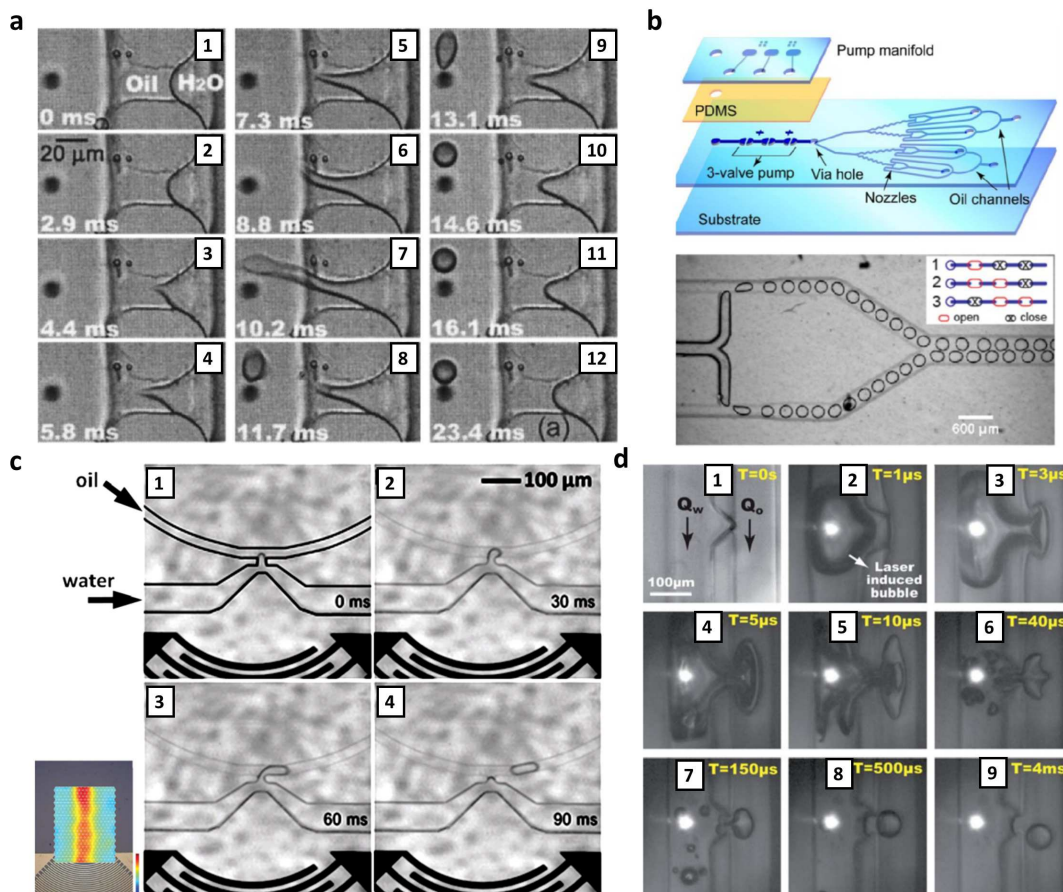 a
1
Oil
H2O
0 ms
20 µm
2
2.9 ms
3
4.4 ms
4
5.8 ms
5
7.3 ms
6
8.8 ms
7
10.2 ms
8
11.7 ms
9
13.1 ms
10
14.6 ms
11
16.1 ms
12
23.4 ms
(a)
b
Pump manifold
PDMS
3-valve pump
Via hole
Nozzles
Oil channels
Substrate
1
2
3
open
close
600 µm
c
oil
water
1
0 ms
2
100 µm
30 ms
3
60 ms
4
90 ms
d
1
T=0s
Qw
Qo
100µm
2
T=1µs
Laser
induced
bubble
3
T=3µs
4
T=5µs
5
T=10µs
6
T=40µs
7
T=150µs
8
T=500µs
9
T=4ms